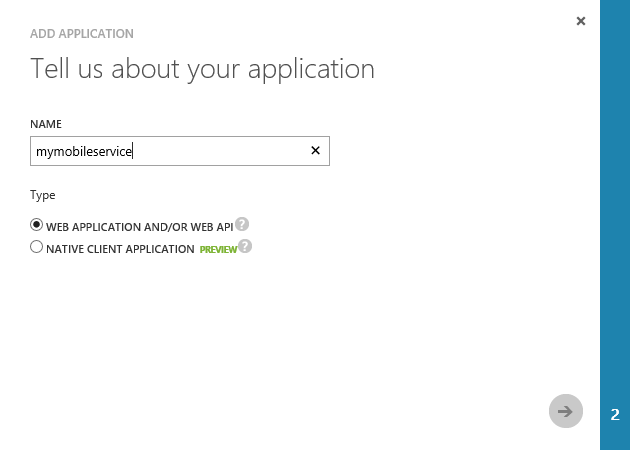 ADD APPLICATION
Tell us about your application
NAME
mymobileservice
Type
WEB APPLICATION AND/OR WEB API ?
NATIVE CLIENT APPLICATION PREVIEW ?
2